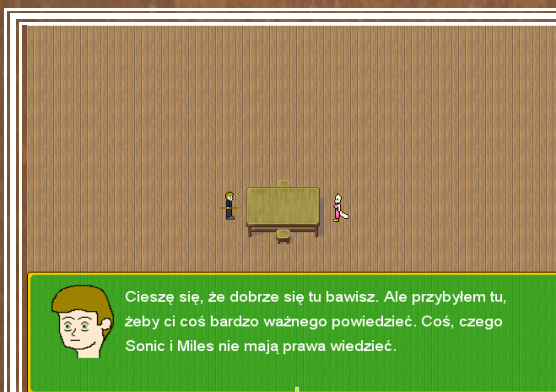 Cieszę się, że dobrze się tu bawisz. Ale przybyłem tu,
żeby ci coś bardzo ważnego powiedzieć. Coś, czego
Sonic i Miles nie mają prawa wiedzieć.